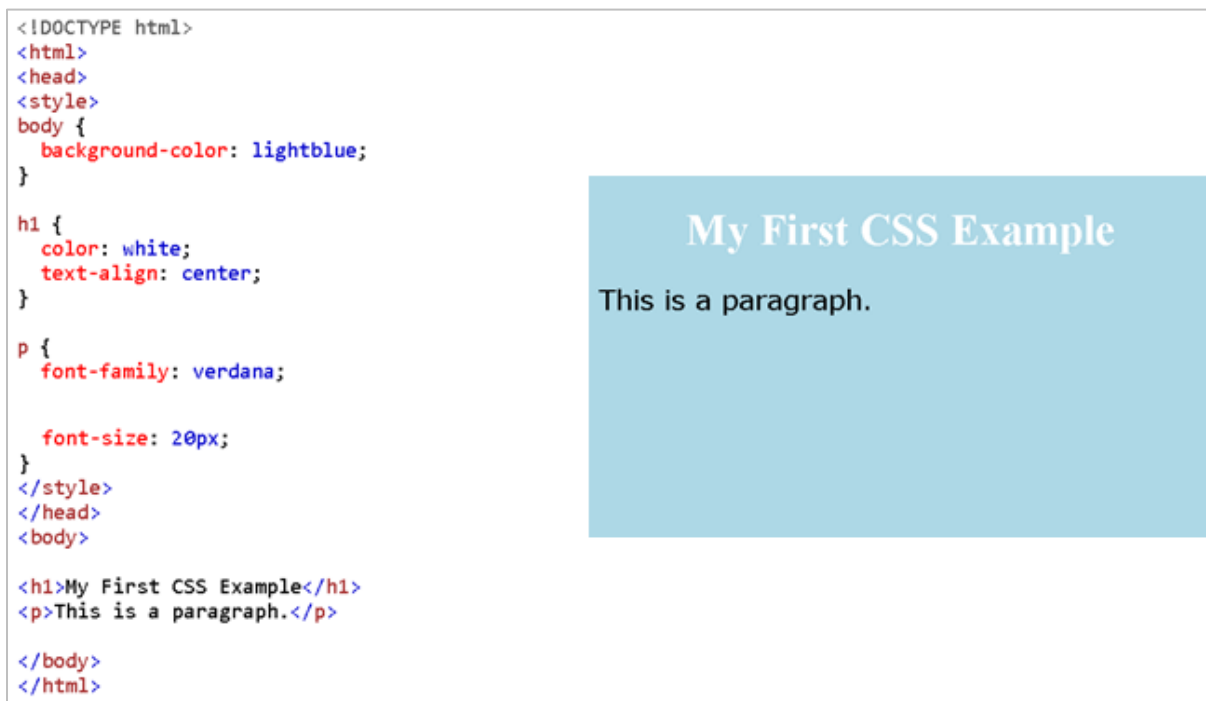 <!DOCTYPE html>
<html>
<head>
<style>
body {
  background-color: lightblue;
}

h1 {
  color: white;
  text-align: center;
}

p {
  font-family: verdana;


  font-size: 20px;
}
</style>
</head>
<body>

<h1>My First CSS Example</h1>
<p>This is a paragraph.</p>

</body>
</html>

My First CSS Example
This is a paragraph.